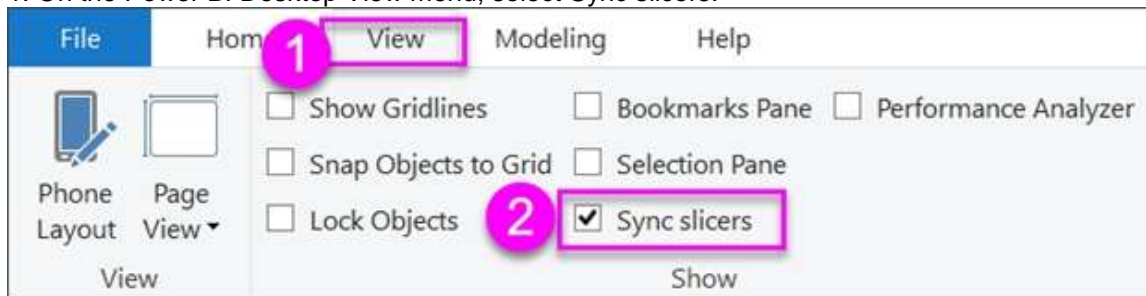 1. On the Power BI Desktop View menu, select Sync slicers.
File Hom View Modeling Help
1
Show Gridlines Bookmarks Pane Performance Analyzer
Snap Objects to Grid Selection Pane
Phone Layout Page View
Lock Objects 2 Sync slicers
View Show